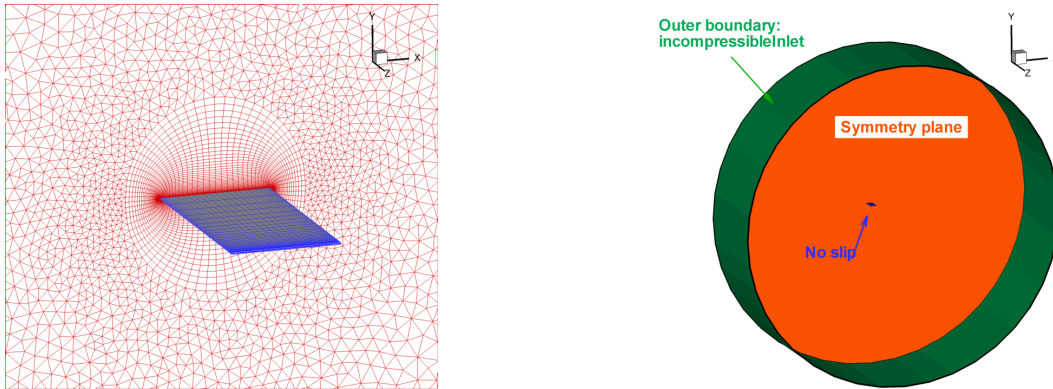 Y
X
Z
Outer boundary:
incompressibleInlet
Y
Z
Symmetry plane
No slip